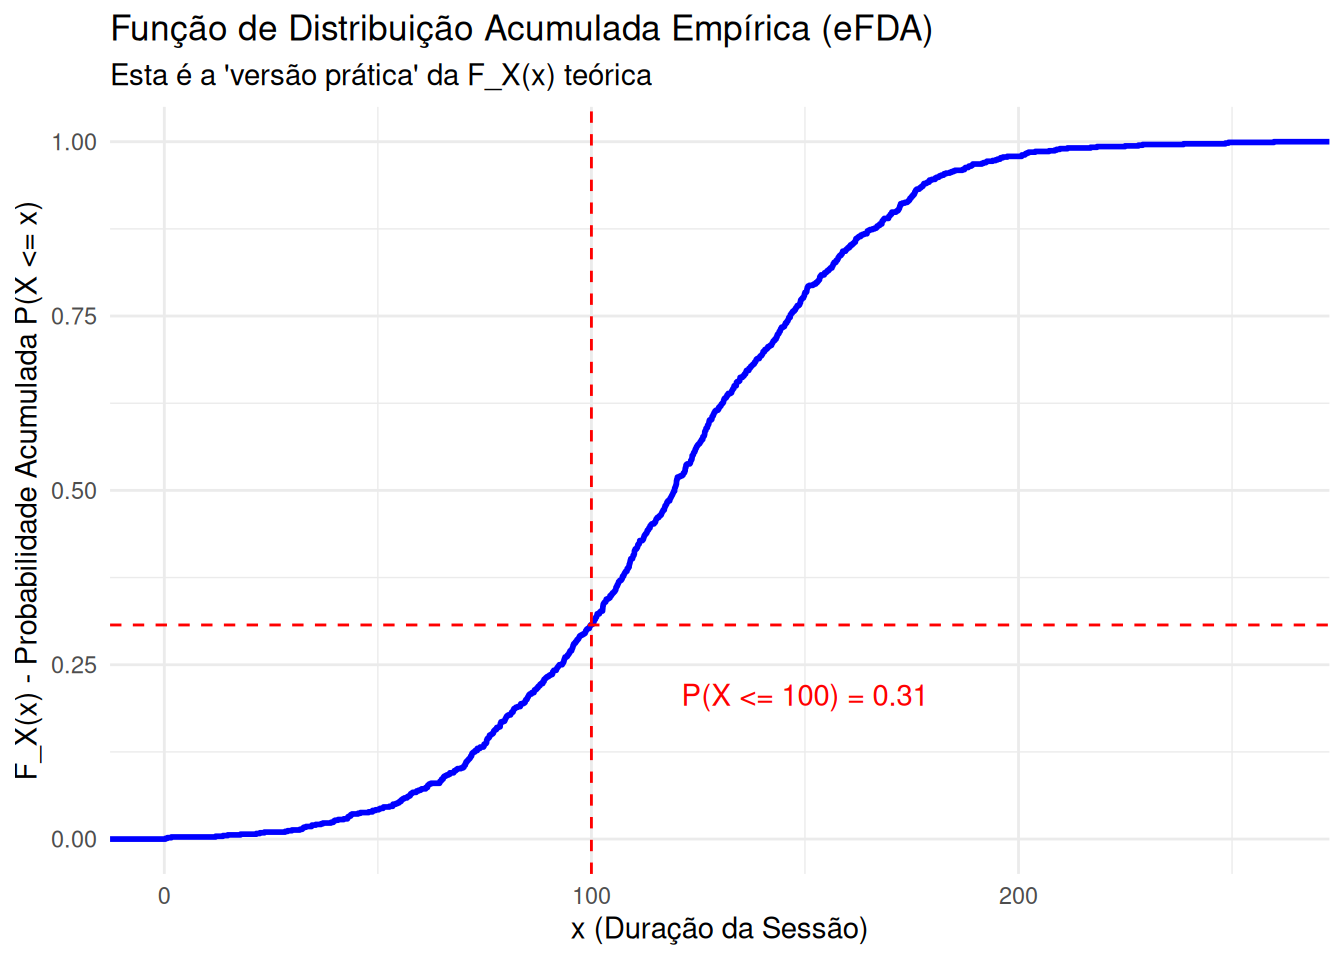 Função de Distribuição Acumulada Empírica (eFDA)
Esta é a 'versão prática' da F_X(x) teórica
F_X(x) - Probabilidade Acumulada P(X <= x)
1.00
0.75
0.50
0.25
0.00
P(X <= 100) = 0.31
0
100
200
x (Duração da Sessão)